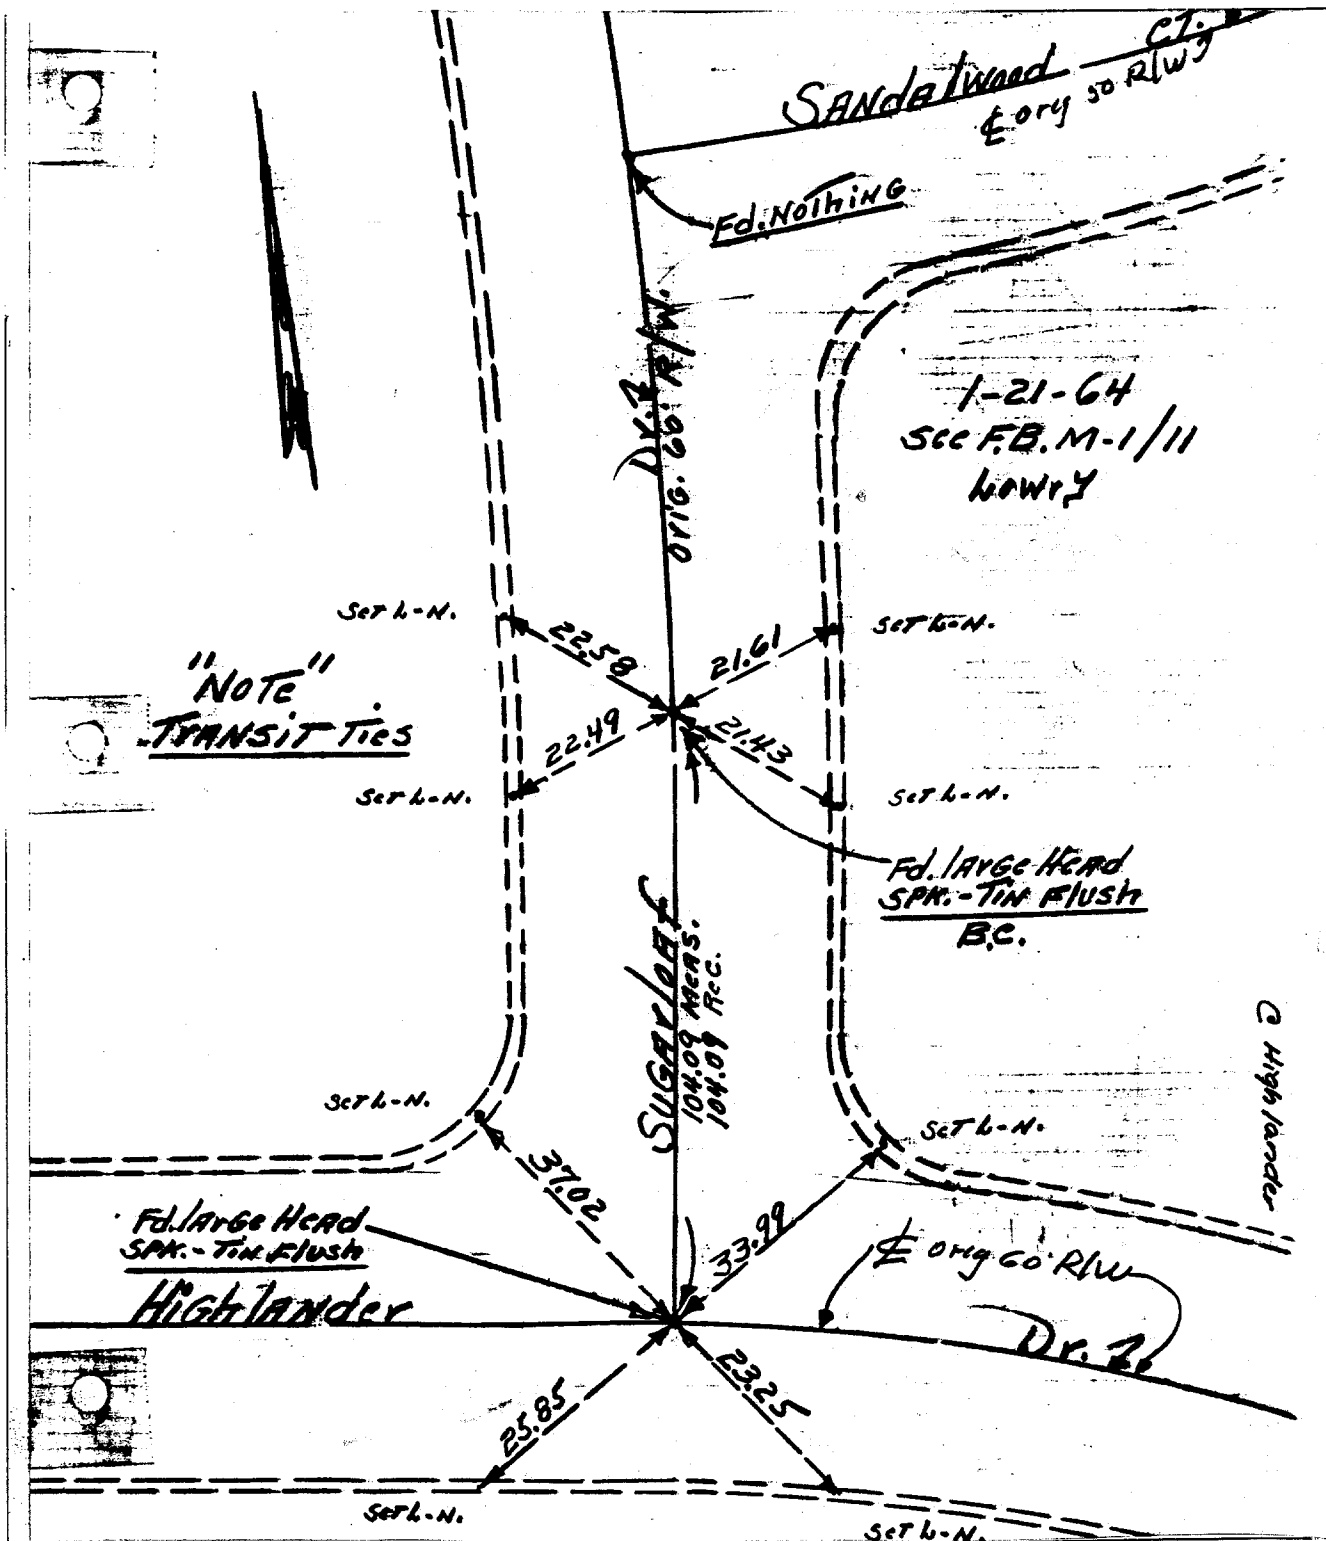 SANDALWOOD CT.
℄ orig 50 R/W
Fd. NOTHING
Dr.
orig. 60' R/W.
1-21-64
See F.B. M-1/11
Lowry
N
Set L-N.
22.58
21.61
Set L-N.
"NOTE"
TRANSIT Ties
22.49
21.43
Set L-N.
Set L-N.
Fd. large Head
SPK.-Tin Flush
B.C.
SUGARLOAF
104.09 MEAS.
104.09 Rec.
@ Highlander
Set L-N.
37.02
Set L-N.
33.99
Fd. large Head
SPK.-Tin Flush
HIGHLANDER
℄ orig 60' R/W
Dr.
25.85
23.25
Set L-N.
Set L-N.